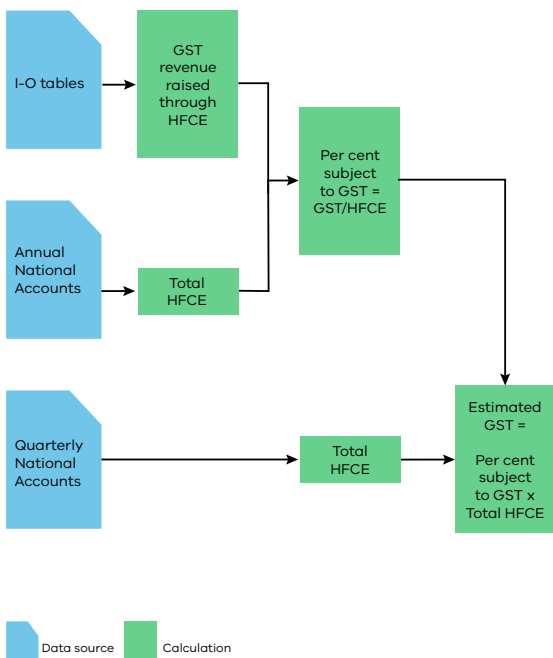 I-O tables
GST
revenue
raised
through
HFCE
Per cent
subject
to GST =
GST/HFCE
Annual
National
Accounts
Total
HFCE
Quarterly
National
Accounts
Total
HFCE
Estimated
GST =
Per cent
subject
to GST x
Total HFCE
Data source
Calculation